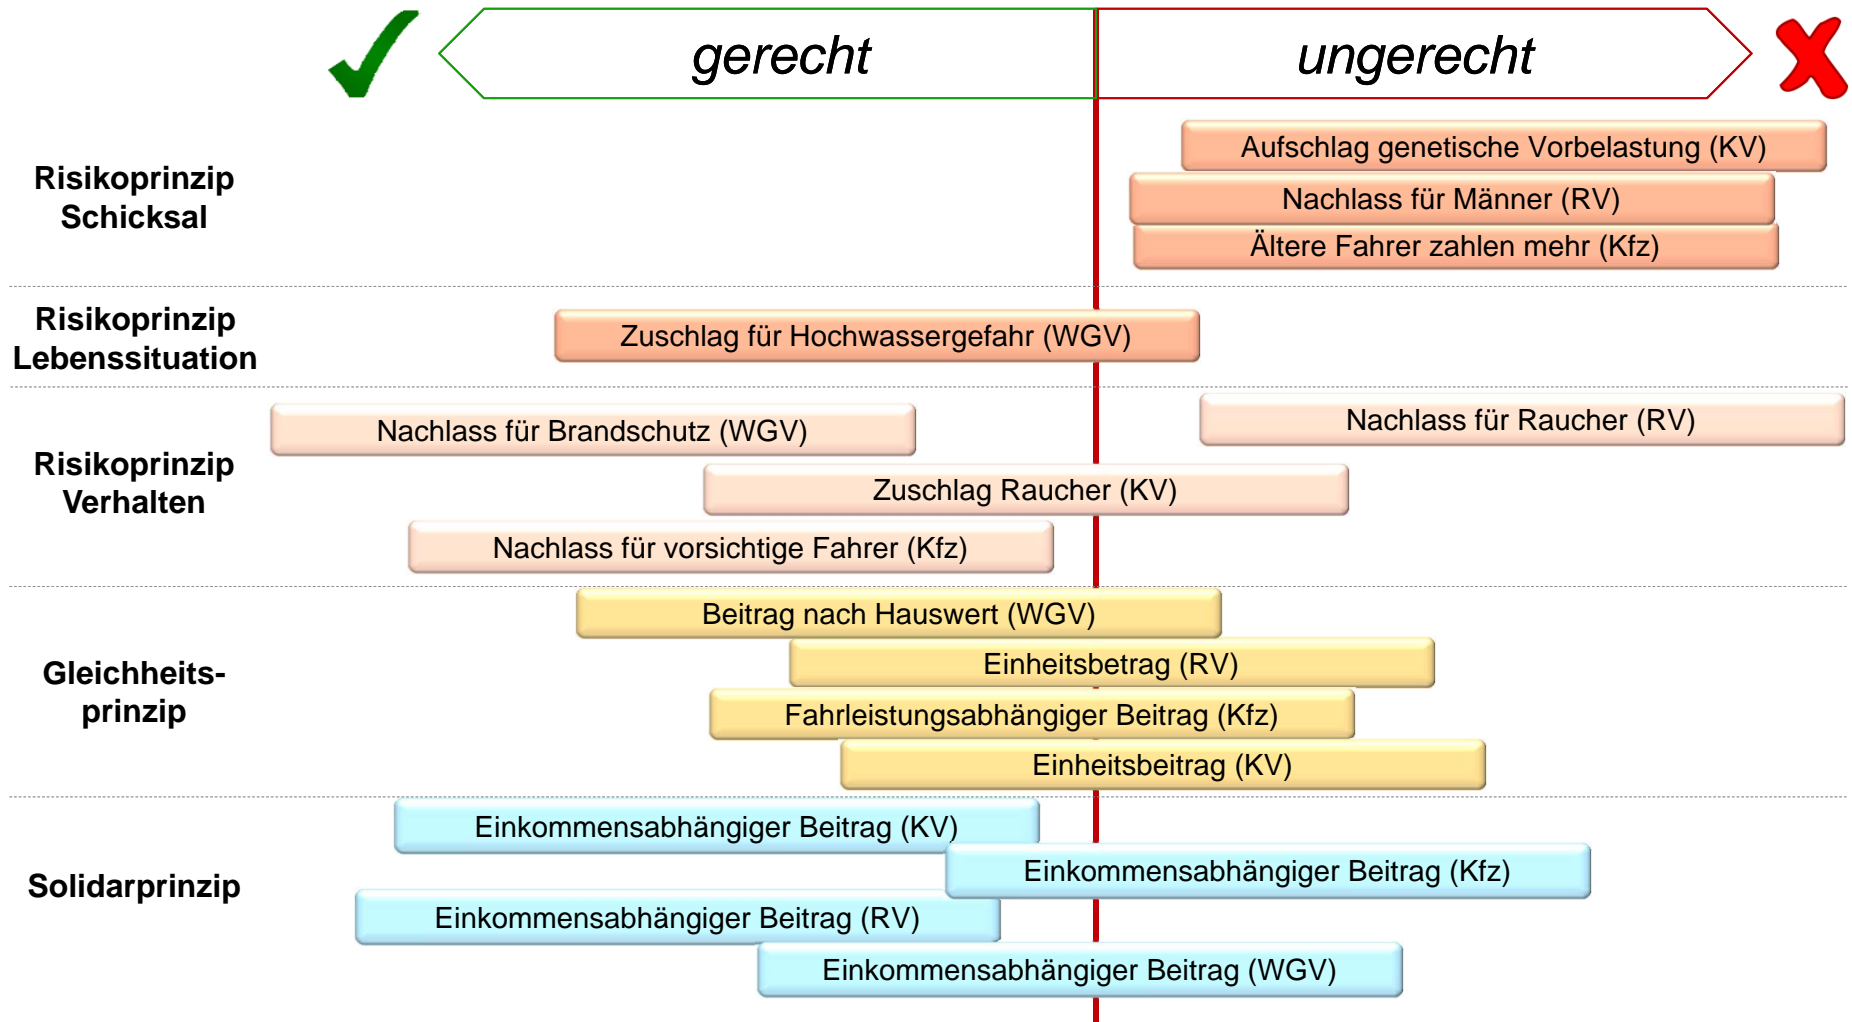 gerecht
ungerecht
Risikoprinzip
Schicksal
Aufschlag genetische Vorbelastung (KV)
Nachlass für Männer (RV)
Ältere Fahrer zahlen mehr (Kfz)
Risikoprinzip
Lebenssituation
Zuschlag für Hochwassergefahr (WGV)
Risikoprinzip
Verhalten
Nachlass für Brandschutz (WGV)
Nachlass für Raucher (RV)
Zuschlag Raucher (KV)
Nachlass für vorsichtige Fahrer (Kfz)
Gleichheits-
prinzip
Beitrag nach Hauswert (WGV)
Einheitsbetrag (RV)
Fahrleistungsabhängiger Beitrag (Kfz)
Einheitsbeitrag (KV)
Solidarprinzip
Einkommensabhängiger Beitrag (KV)
Einkommensabhängiger Beitrag (Kfz)
Einkommensabhängiger Beitrag (RV)
Einkommensabhängiger Beitrag (WGV)